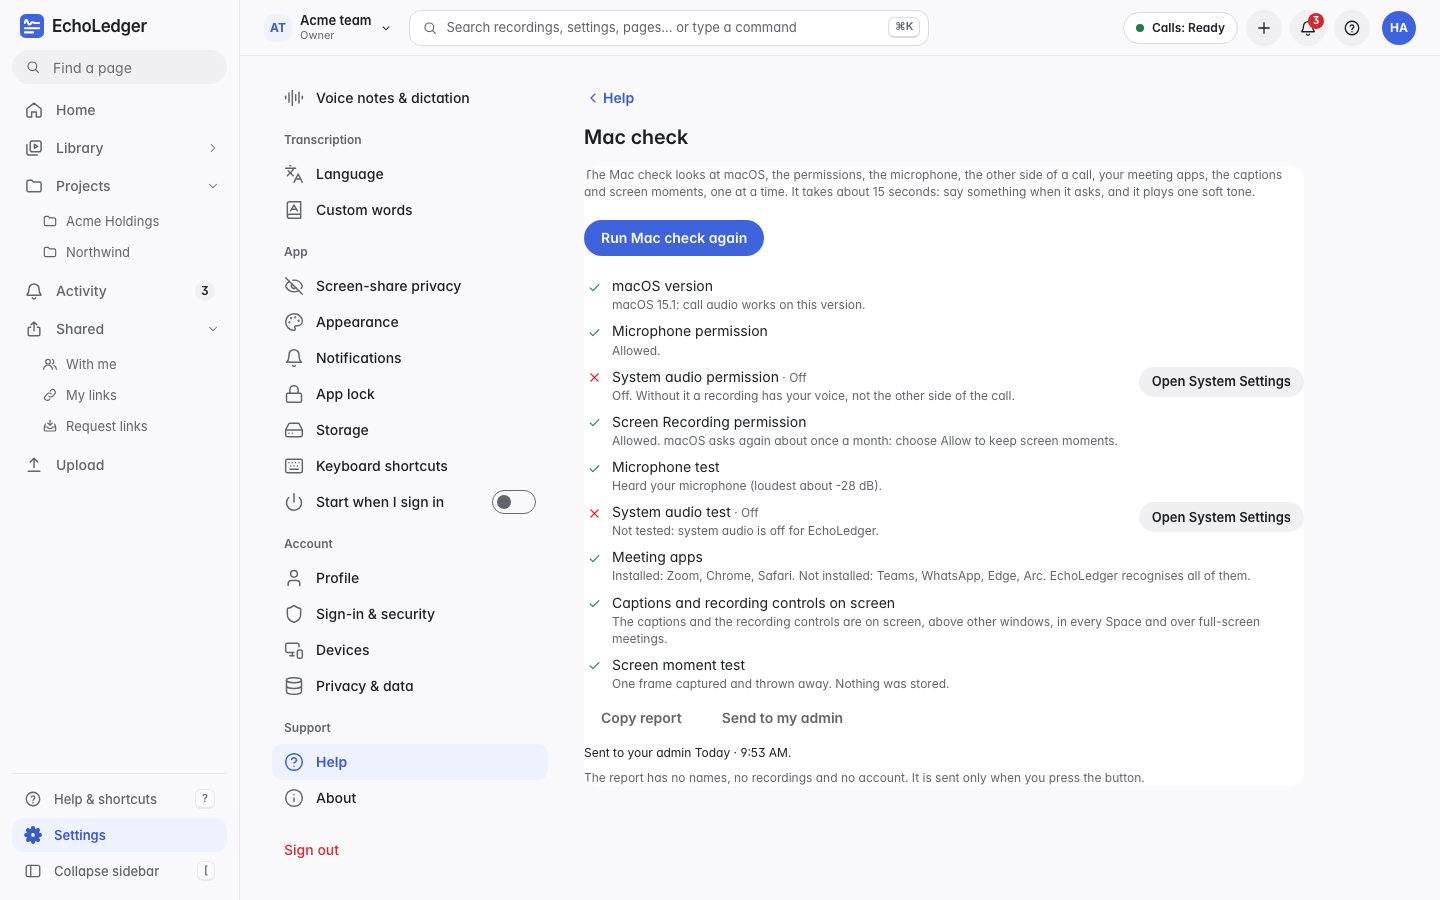 EchoLedger
Find a page
Home
Library
Projects
Acme Holdings
Northwind
Activity 3
Shared
With me
My links
Request links
Upload
Help & shortcuts ?
Settings
Collapse sidebar [
AT Acme team
Owner
Search recordings, settings, pages... or type a command ⌘K
Calls: Ready
3
HA
Voice notes & dictation
Transcription
Language
Custom words
App
Screen-share privacy
Appearance
Notifications
App lock
Storage
Keyboard shortcuts
Start when I sign in
Account
Profile
Sign-in & security
Devices
Privacy & data
Support
Help
About
Sign out
Help
Mac check
The Mac check looks at macOS, the permissions, the microphone, the other side of a call, your meeting apps, the captions
and screen moments, one at a time. It takes about 15 seconds: say something when it asks, and it plays one soft tone.
Run Mac check again
macOS version
macOS 15.1: call audio works on this version.
Microphone permission
Allowed.
System audio permission · Off
Off. Without it a recording has your voice, not the other side of the call.
Open System Settings
Screen Recording permission
Allowed. macOS asks again about once a month: choose Allow to keep screen moments.
Microphone test
Heard your microphone (loudest about -28 dB).
System audio test · Off
Not tested: system audio is off for EchoLedger.
Open System Settings
Meeting apps
Installed: Zoom, Chrome, Safari. Not installed: Teams, WhatsApp, Edge, Arc. EchoLedger recognises all of them.
Captions and recording controls on screen
The captions and the recording controls are on screen, above other windows, in every Space and over full-screen
meetings.
Screen moment test
One frame captured and thrown away. Nothing was stored.
Copy report Send to my admin
Sent to your admin Today · 9:53 AM.
The report has no names, no recordings and no account. It is sent only when you press the button.